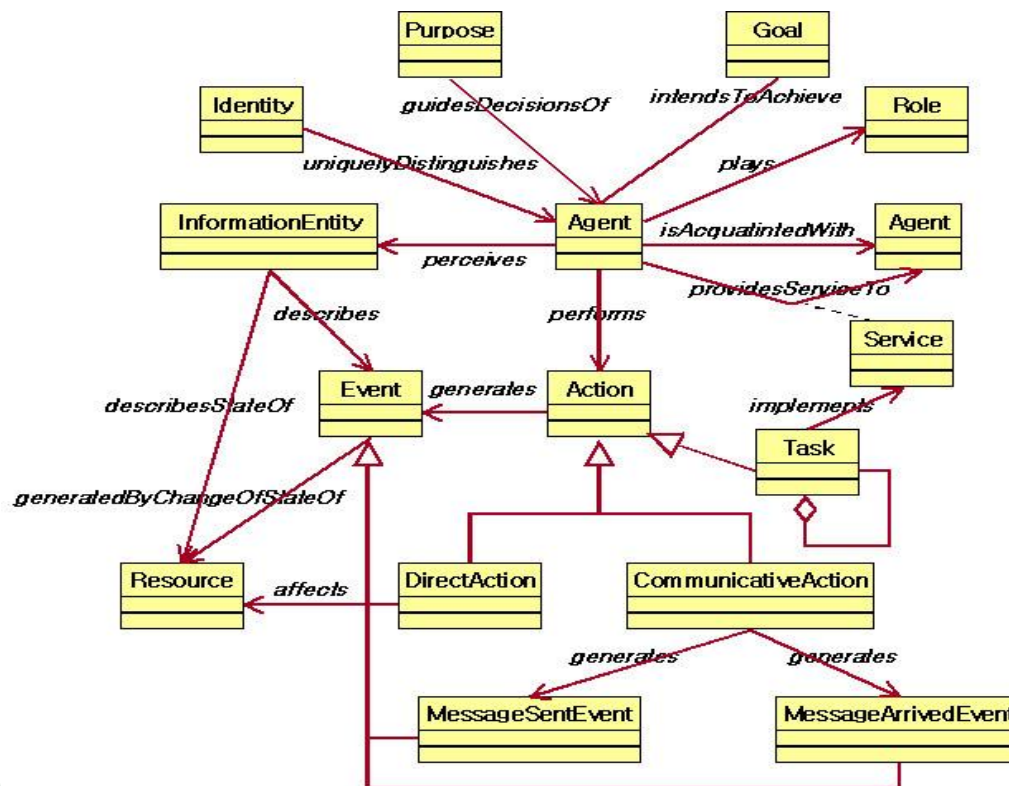 Purpose
Goal
guidesDecisionsOf
intendsToAchieve
Identity
Role
uniquelyDistinguishes
plays
InformationEntity
Agent
isAcqualintedWith
Agent
perceives
providesServiceTo
describes
performs
Service
Event
generates
Action
describesStateOf
implements
Task
generatedByChangeOfStateOf
Resource
affects
DirectAction
CommunicativeAction
generates
generates
MessageSentEvent
MessageArrivedEvent